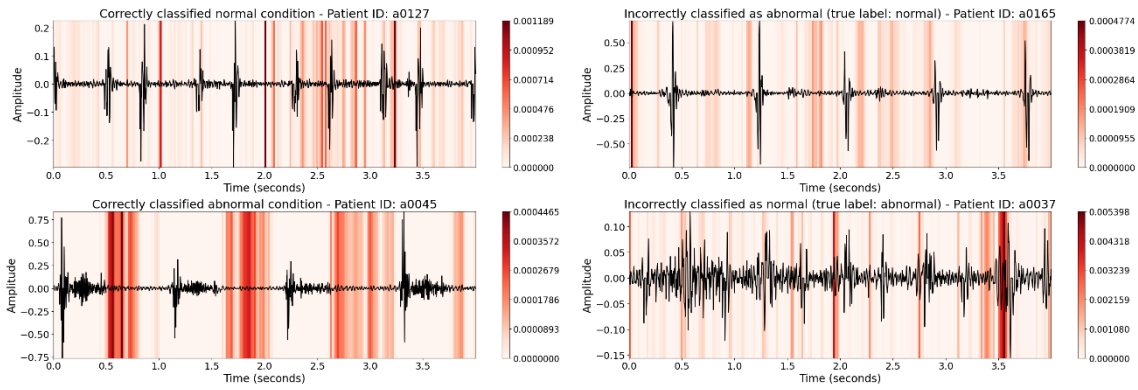 Correctly classified normal condition - Patient ID: a0127
0.2
0.1
0.0
−0.1
−0.2
Amplitude
0.0 0.5 1.0 1.5 2.0 2.5 3.0 3.5
Time (seconds)
0.001189
0.000952
0.000714
0.000476
0.000238
0.000000
Incorrectly classified as abnormal (true label: normal) - Patient ID: a0165
0.50
0.25
0.00
−0.25
−0.50
Amplitude
0.0 0.5 1.0 1.5 2.0 2.5 3.0 3.5
Time (seconds)
0.0004774
0.0003819
0.0002864
0.0001909
0.0000955
0.0000000
Correctly classified abnormal condition - Patient ID: a0045
0.75
0.50
0.25
0.00
−0.25
−0.50
−0.75
Amplitude
0.0 0.5 1.0 1.5 2.0 2.5 3.0 3.5
Time (seconds)
0.0004465
0.0003572
0.0002679
0.0001786
0.0000893
0.0000000
Incorrectly classified as normal (true label: abnormal) - Patient ID: a0037
0.10
0.05
0.00
−0.05
−0.10
−0.15
Amplitude
0.0 0.5 1.0 1.5 2.0 2.5 3.0 3.5
Time (seconds)
0.005398
0.004318
0.003239
0.002159
0.001080
0.000000